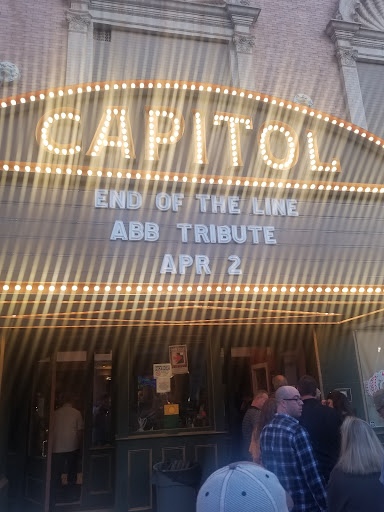 CAPITOL
END OF THE LINE
ABB TRIBUTE
APR 2